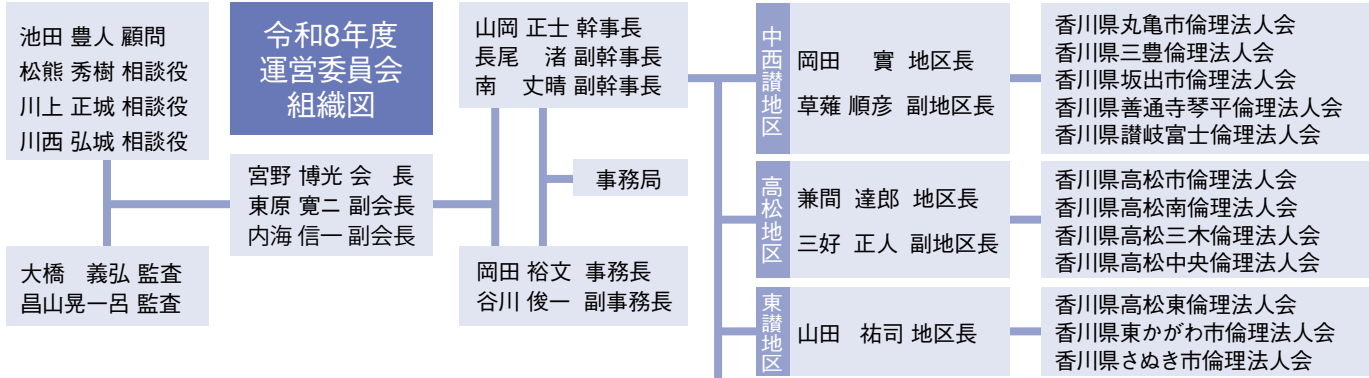 池田 豊人 顧問
松熊 秀樹 相談役
川上 正城 相談役
川西 弘城 相談役
令和8年度
運営委員会
組織図
宮野 博光 会　長
東原 寛二 副会長
内海 信一 副会長
大橋　義弘 監査
昌山晃一呂 監査
山岡 正士 幹事長
長尾　渚 副幹事長
南　丈晴 副幹事長
事務局
岡田 裕文 事務長
谷川 俊一 副事務長
中西讃地区
岡田　實 地区長
草薙 順彦 副地区長
香川県丸亀市倫理法人会
香川県三豊倫理法人会
香川県坂出市倫理法人会
香川県善通寺琴平倫理法人会
香川県讃岐富士倫理法人会
高松地区
兼間 達郎 地区長
三好 正人 副地区長
香川県高松市倫理法人会
香川県高松南倫理法人会
香川県高松三木倫理法人会
香川県高松中央倫理法人会
東讃地区
山田　祐司 地区長
香川県高松東倫理法人会
香川県東かがわ市倫理法人会
香川県さぬき市倫理法人会